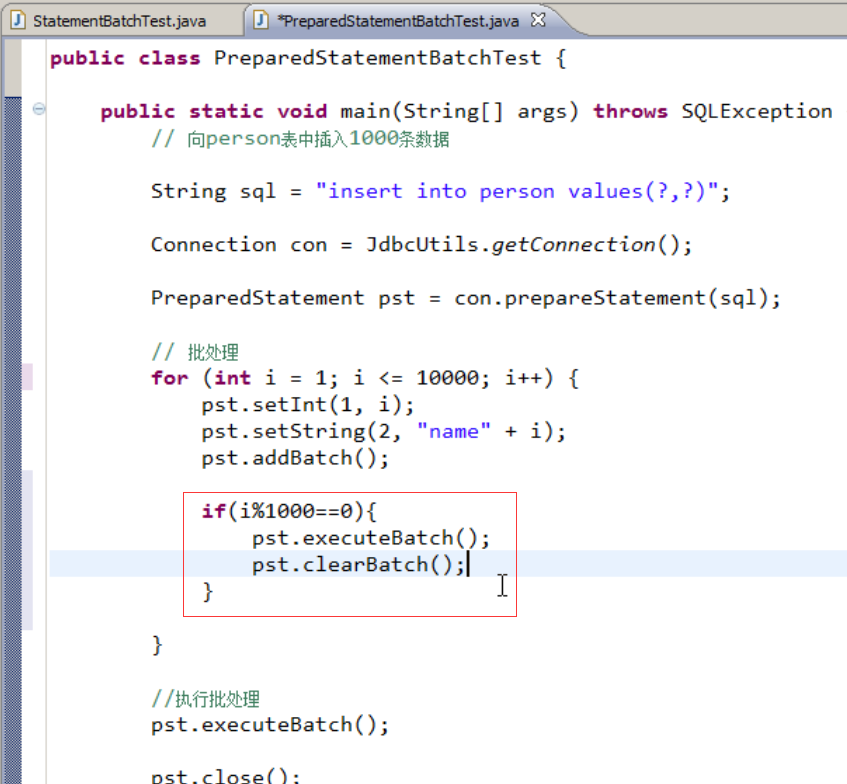 StatementBatchTest.java
*PreparedStatementBatchTest.java
public class PreparedStatementBatchTest {
public static void main(String[] args) throws SQLException
// 向person表中插入1000条数据
String sql = "insert into person values(?,?)";
Connection con = JdbcUtils.getConnection();
PreparedStatement pst = con.prepareStatement(sql);
// 批处理
for (int i = 1; i <= 10000; i++) {
pst.setInt(1, i);
pst.setString(2, "name" + i);
pst.addBatch();
if(i%1000==0){
pst.executeBatch();
pst.clearBatch();
}
}
//执行批处理
pst.executeBatch();
pst.close();